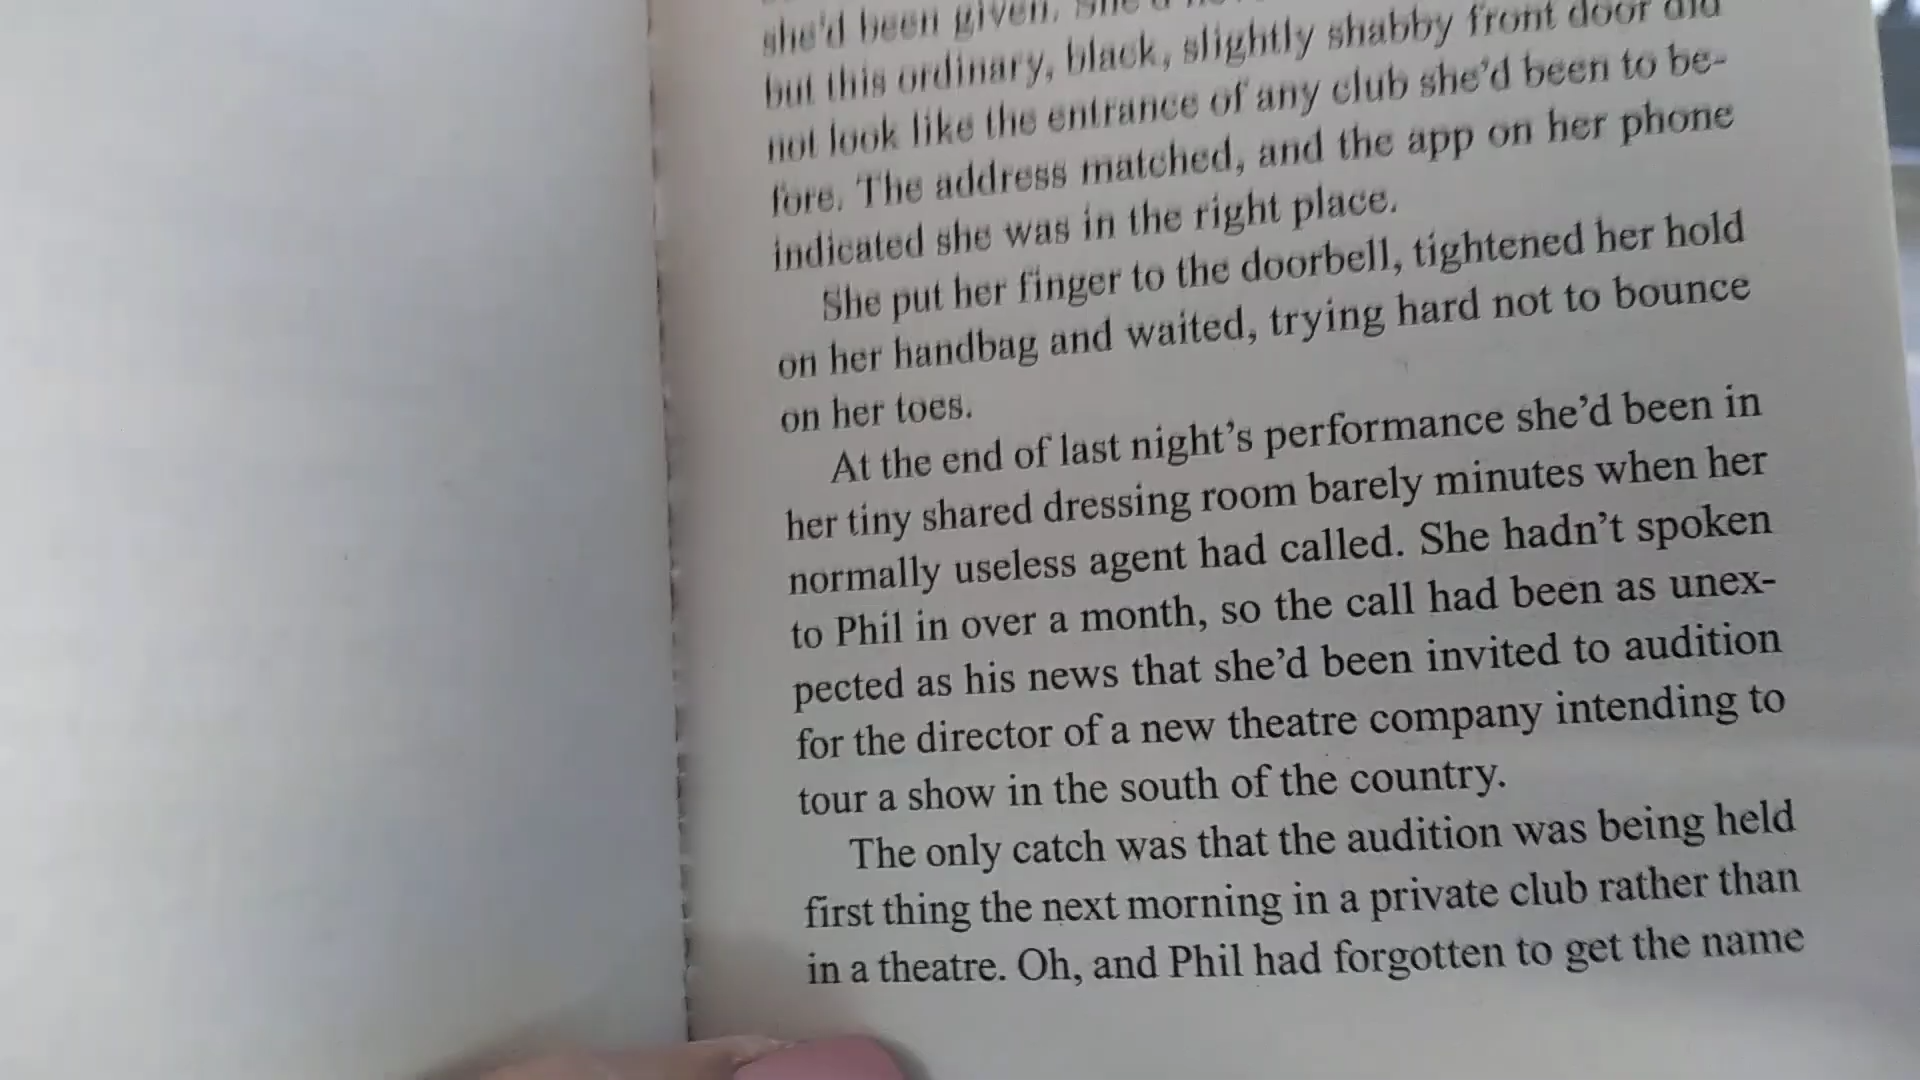 she'd been given. She'd
but this ordinary, black, slightly shabby front door did
not look like the entrance of any club she'd been to be-
fore. The address matched, and the app on her phone
indicated she was in the right place.
She put her finger to the doorbell, tightened her hold
on her handbag and waited, trying hard not to bounce
on her toes.
At the end of last night's performance she'd been in
her tiny shared dressing room barely minutes when her
normally useless agent had called. She hadn't spoken
to Phil in over a month, so the call had been as unex-
pected as his news that she'd been invited to audition
for the director of a new theatre company intending to
tour a show in the south of the country.
The only catch was that the audition was being held
first thing the next morning in a private club rather than
in a theatre. Oh, and Phil had forgotten to get the name